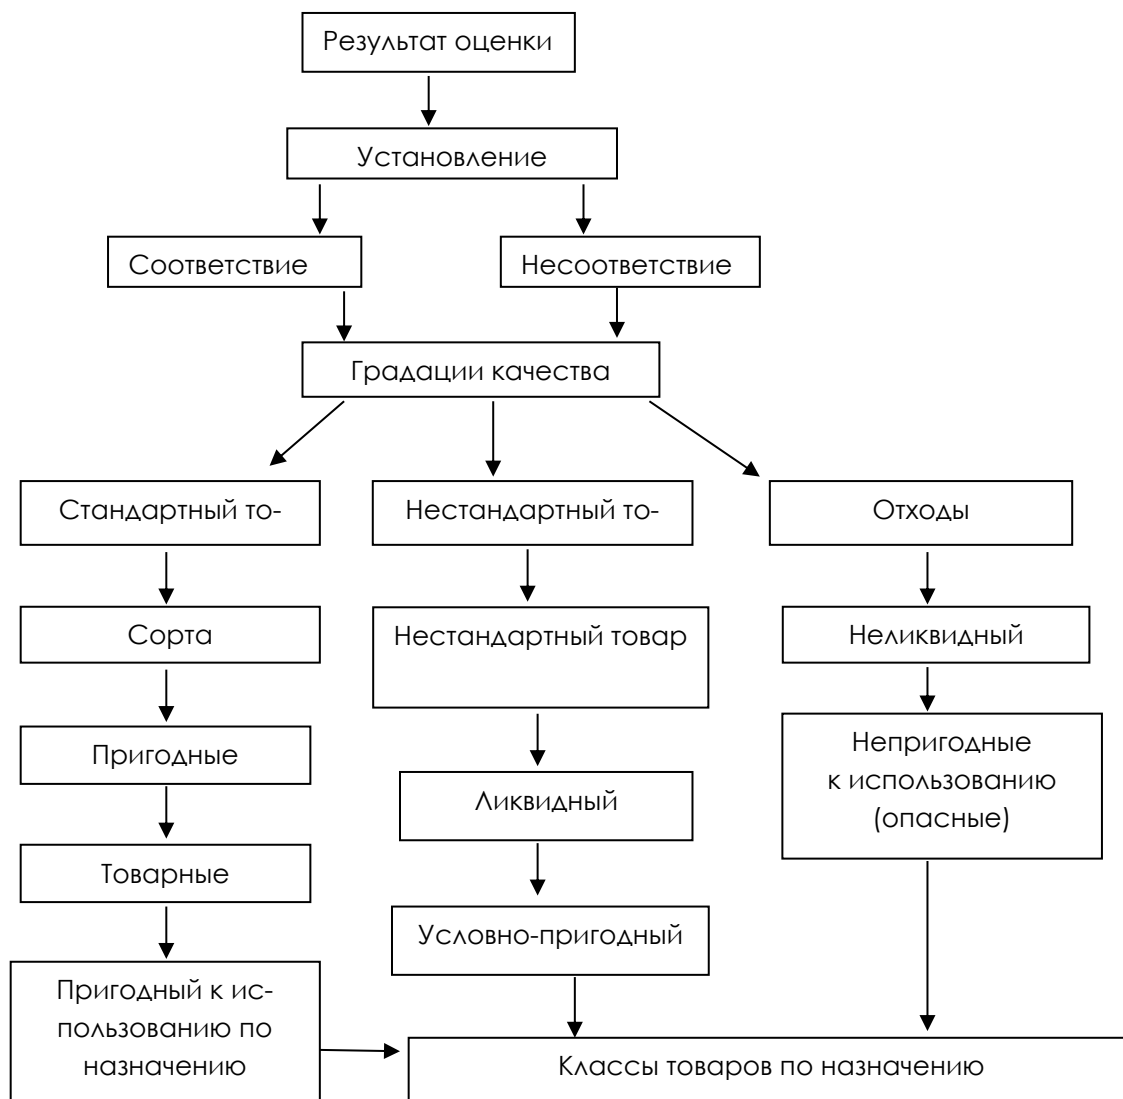 Результат оценки
Установление
Соответствие
Несоответствие
Градации качества
Стандартный то-
Нестандартный то-
Отходы
Сорта
Нестандартный товар
Неликвидный
Пригодные
Ликвидный
Непригодные
к использованию
(опасные)
Товарные
Условно-пригодный
Пригодный к ис-
пользованию по
назначению
Классы товаров по назначению